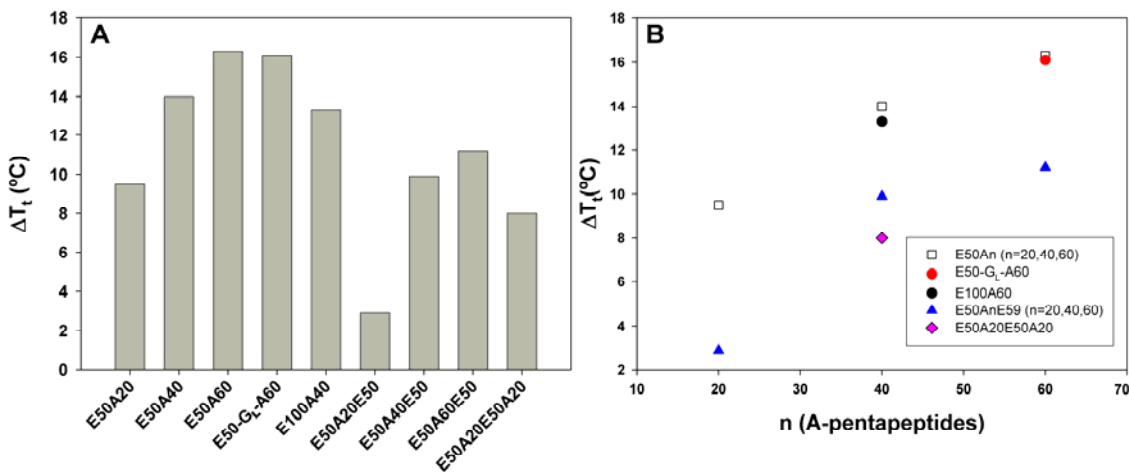 A
ΔTt (ºC)
18
16
14
12
10
8
6
4
2
0
E50A20
E50A40
E50A60
E50-GL-A60
E100A40
E50A20E50
E50A40E50
E50A60E50
E50A20E50A20
B
ΔTt(ºC)
18
16
14
12
10
8
6
4
2
E50An (n=20,40,60)
E50-GL-A60
E100A60
E50AnE59 (n=20,40,60)
E50A20E50A20
10 20 30 40 50 60 70
n (A-pentapeptides)